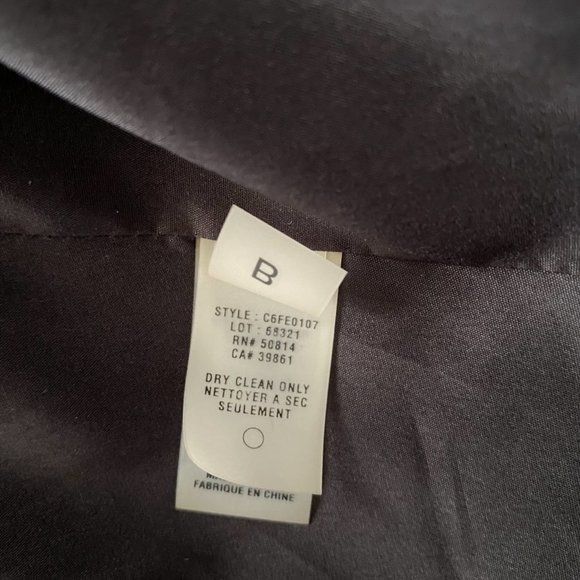 B
STYLE : C6FE0107
LOT : 68321
RN# 50814
CA# 39861
DRY CLEAN ONLY
NETTOYER A SEC
SEULEMENT
FABRIQUE EN CHINE